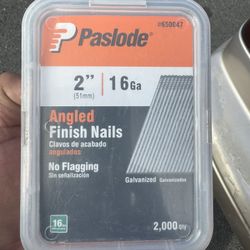 #650047
Paslode®
2" 16Ga
(51mm)
Angled
Finish Nails
Clavos de acabado
angulados
No Flagging
Sin señalización
Galvanized Galvanizados
16
2,000 qty